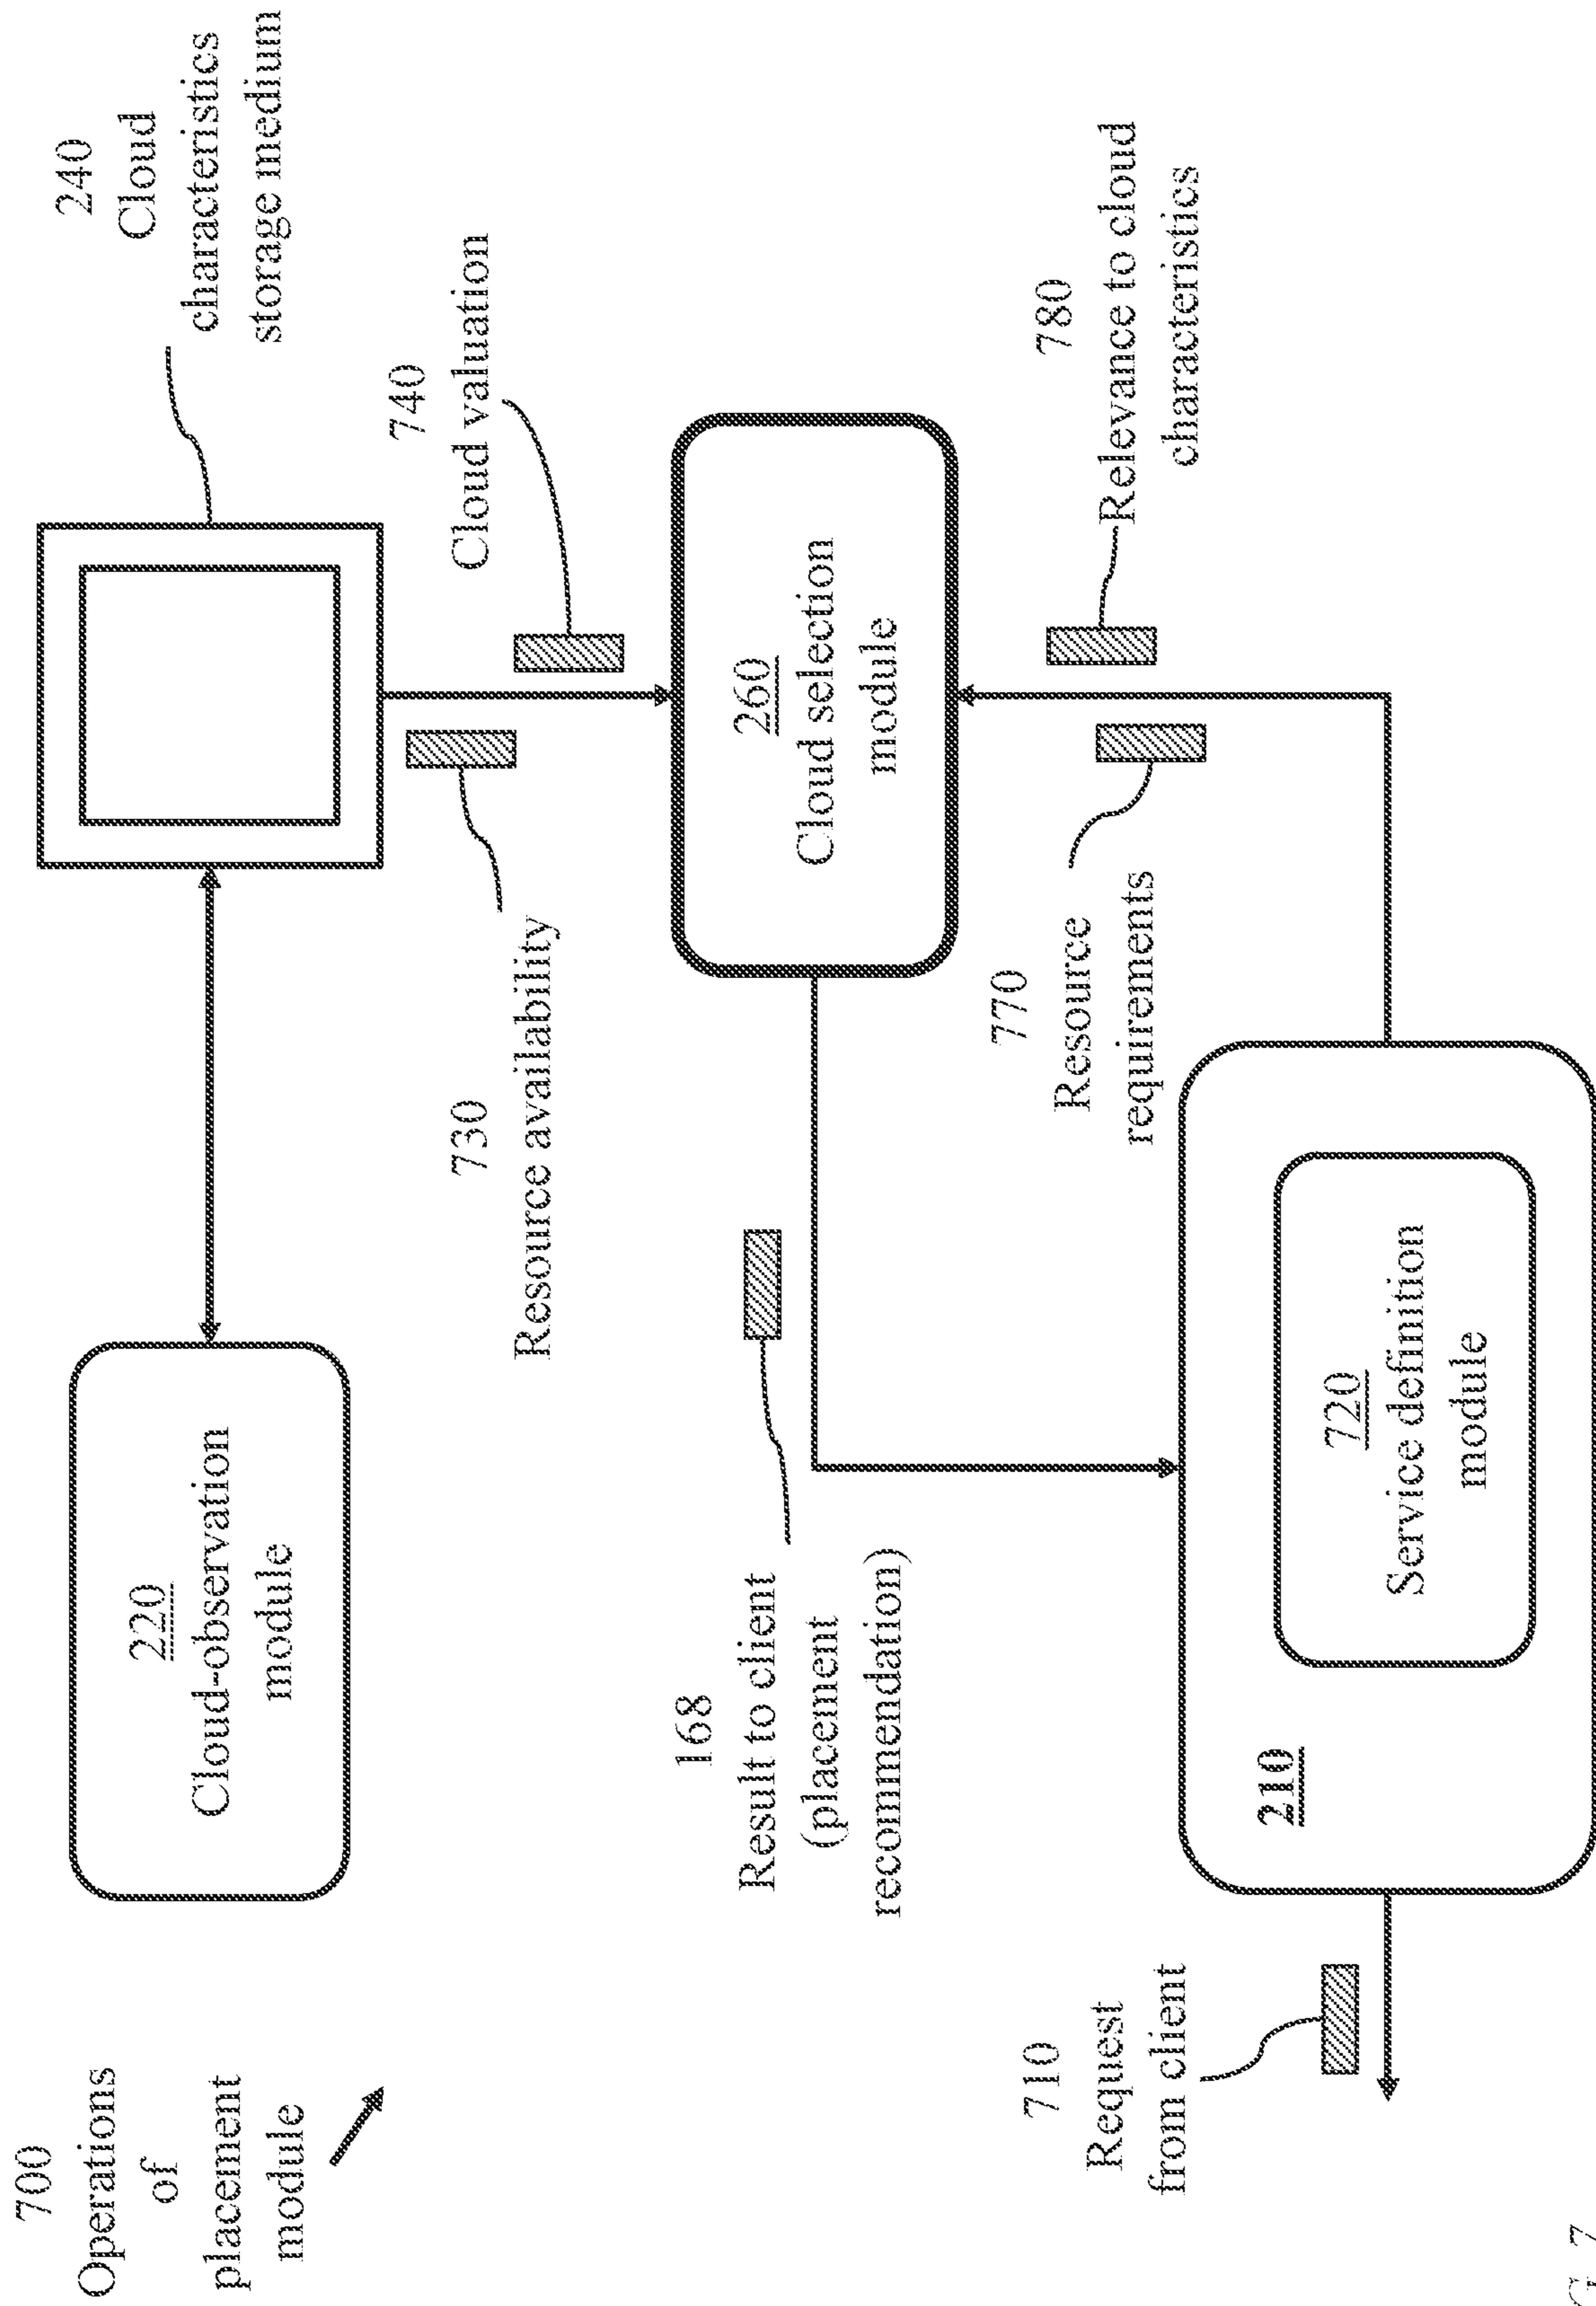 700
Operations
of
placement
module
220
Cloud-observation
module
240
Cloud
characteristics
storage medium
730
Resource availability
740
Cloud valuation
168
Result to client
(placement
recommendation)
260
Cloud selection
module
710
Request
from client
770
Resource
requirements
780
Relevance to cloud
characteristics
210
720
Service definition
module